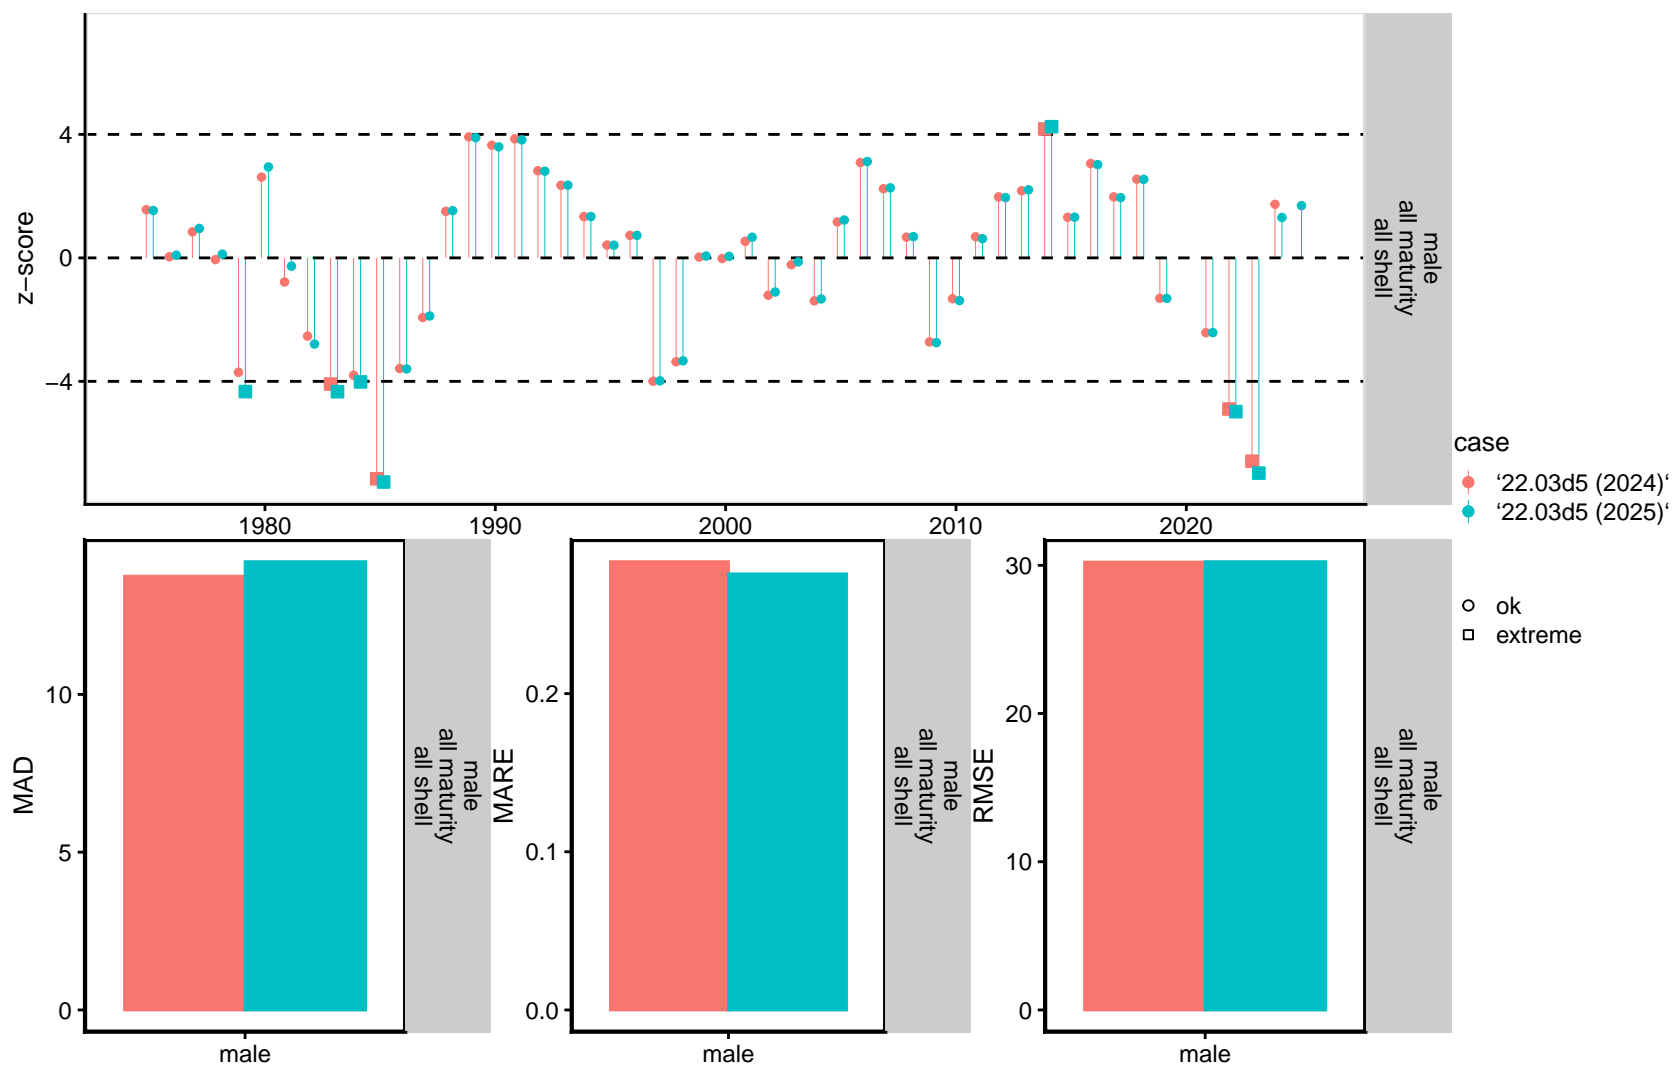 z−score
4
0
−4
male
all maturity
all shell
1980
1990
2000
2010
2020
case
‘22.03d5 (2024)‘
‘22.03d5 (2025)‘
ok
extreme
MAD
10
5
0
male
male
all maturity
all shell
MARE
0.2
0.1
0.0
male
male
all maturity
all shell
RMSE
30
20
10
0
male
male
all maturity
all shell